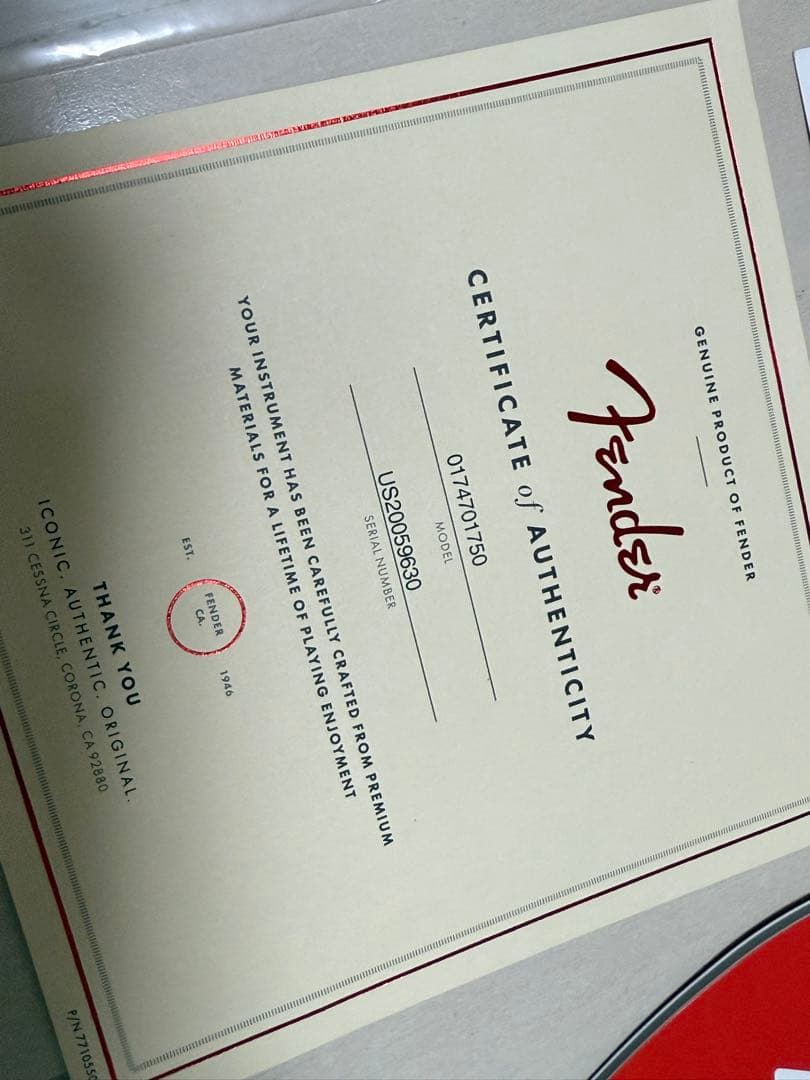 GENUINE PRODUCT OF FENDER
Fender®
CERTIFICATE of AUTHENTICITY
0174701750
MODEL
US20059630
SERIAL NUMBER
YOUR INSTRUMENT HAS BEEN CAREFULLY CRAFTED FROM PREMIUM
MATERIALS FOR A LIFETIME OF PLAYING ENJOYMENT
EST.
FENDER
CA.
1946
THANK YOU
ICONIC. AUTHENTIC. ORIGINAL.
311 CESSNA CIRCLE, CORONA, CA 92880
P/N 7710550